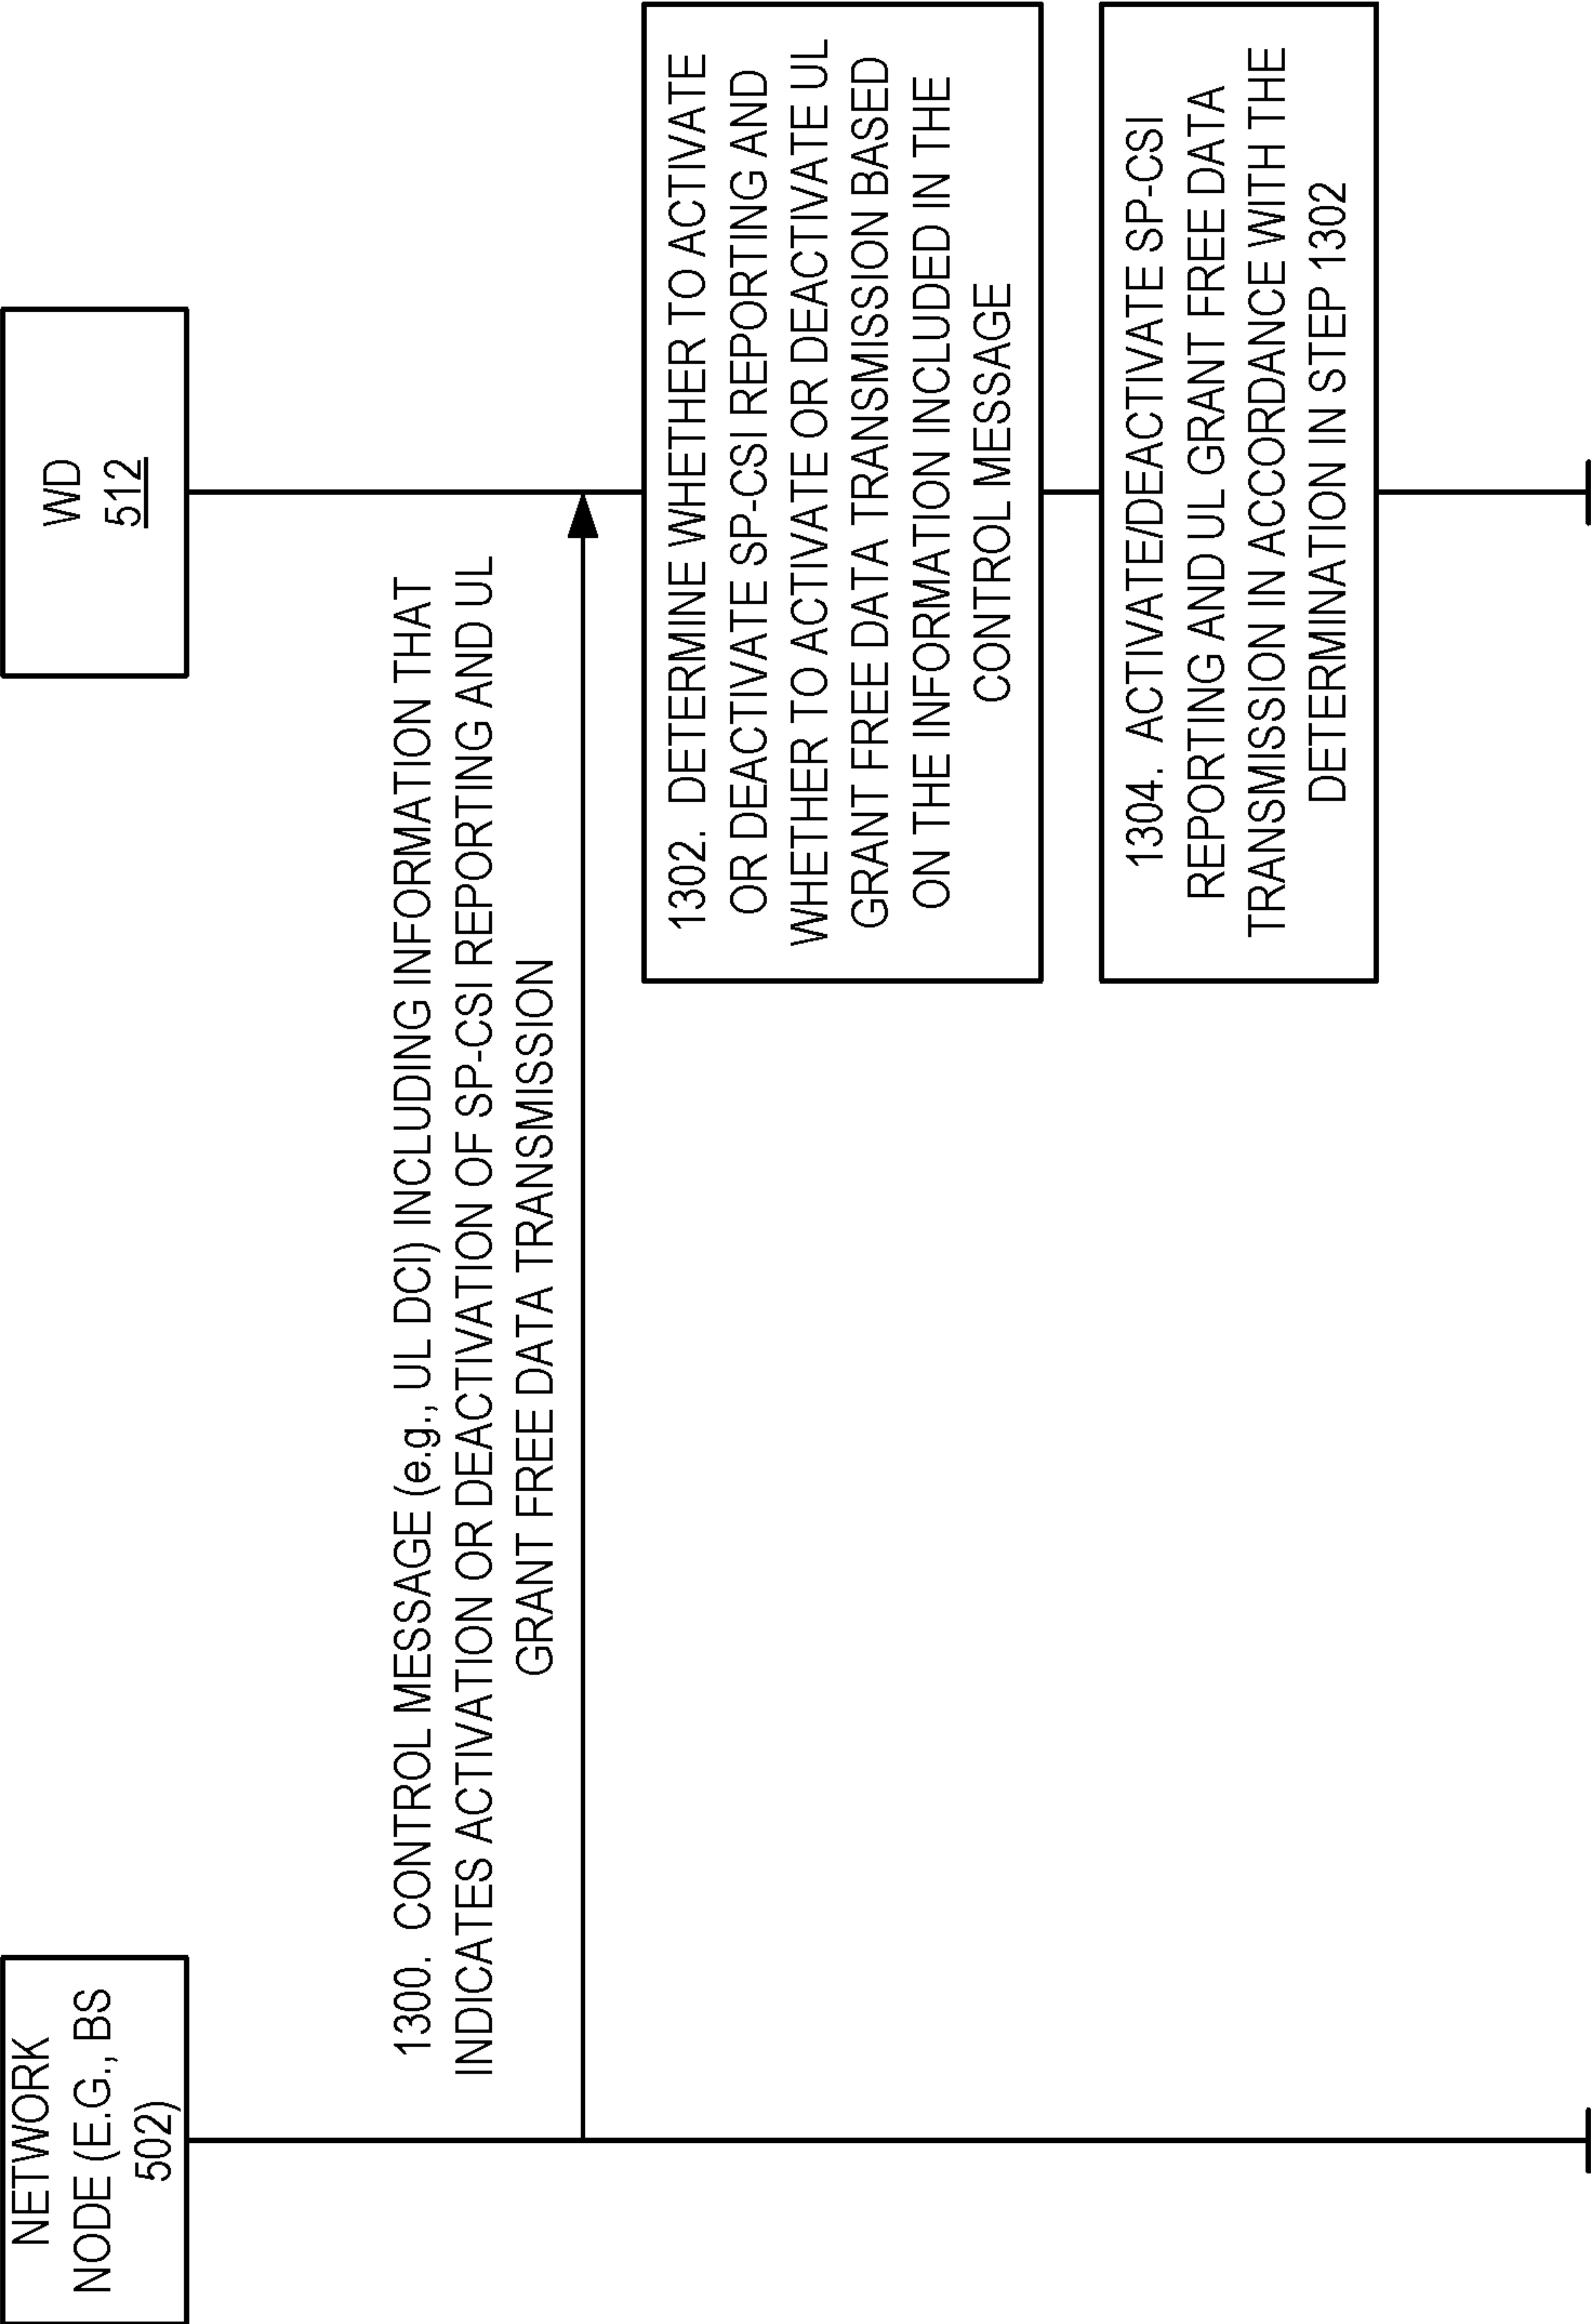 NETWORK
NODE (E.G., BS
502)
WD
512
1300. CONTROL MESSAGE (e.g., UL DCI) INCLUDING INFORMATION THAT
INDICATES ACTIVATION OR DEACTIVATION OF SP-CSI REPORTING AND UL
GRANT FREE DATA TRANSMISSION
1302. DETERMINE WHETHER TO ACTIVATE
OR DEACTIVATE SP-CSI REPORTING AND
WHETHER TO ACTIVATE OR DEACTIVATE UL
GRANT FREE DATA TRANSMISSION BASED
ON THE INFORMATION INCLUDED IN THE
CONTROL MESSAGE
1304. ACTIVATE/DEACTIVATE SP-CSI
REPORTING AND UL GRANT FREE DATA
TRANSMISSION IN ACCORDANCE WITH THE
DETERMINATION IN STEP 1302